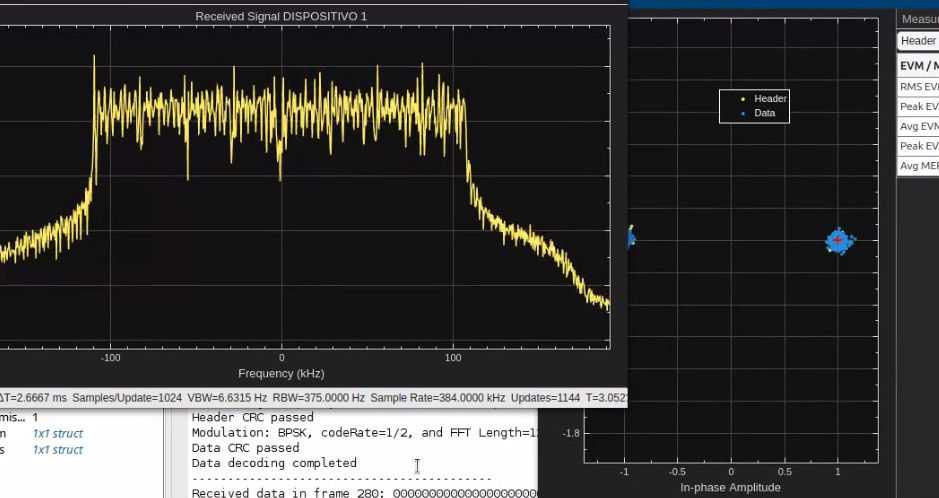 Received Signal DISPOSITIVO 1
-100
0
100
Frequency (kHz)
ΔT=2.6667 ms Samples/Update=1024 VBW=6.6315 Hz RBW=375.0000 Hz Sample Rate=384.0000 kHz Updates=1144 T=3.052
Header
Data
-1.8
-1
-0.5
0
0.5
1
In-phase Amplitude
Measu
Header
EVM / M
RMS EV
Peak EV
Avg EVM
Peak EV
Avg MER
mis... 1
m 1x1 struct
s 1x1 struct
Header CRC passed
Modulation: BPSK, codeRate=1/2, and FFT Length=1
Data CRC passed
Data decoding completed
----------------------------------------
Received data in frame 280: 00000000000000000